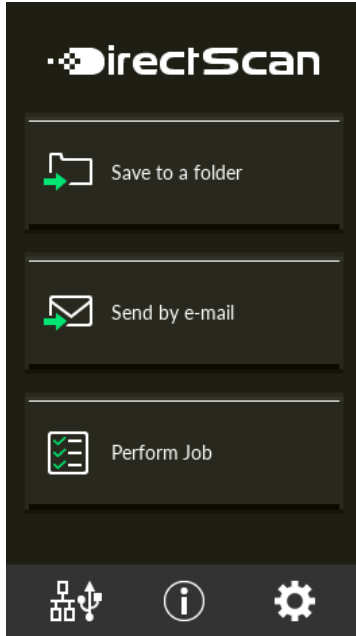 DirectScan
Save to a folder
Send by e-mail
Perform Job